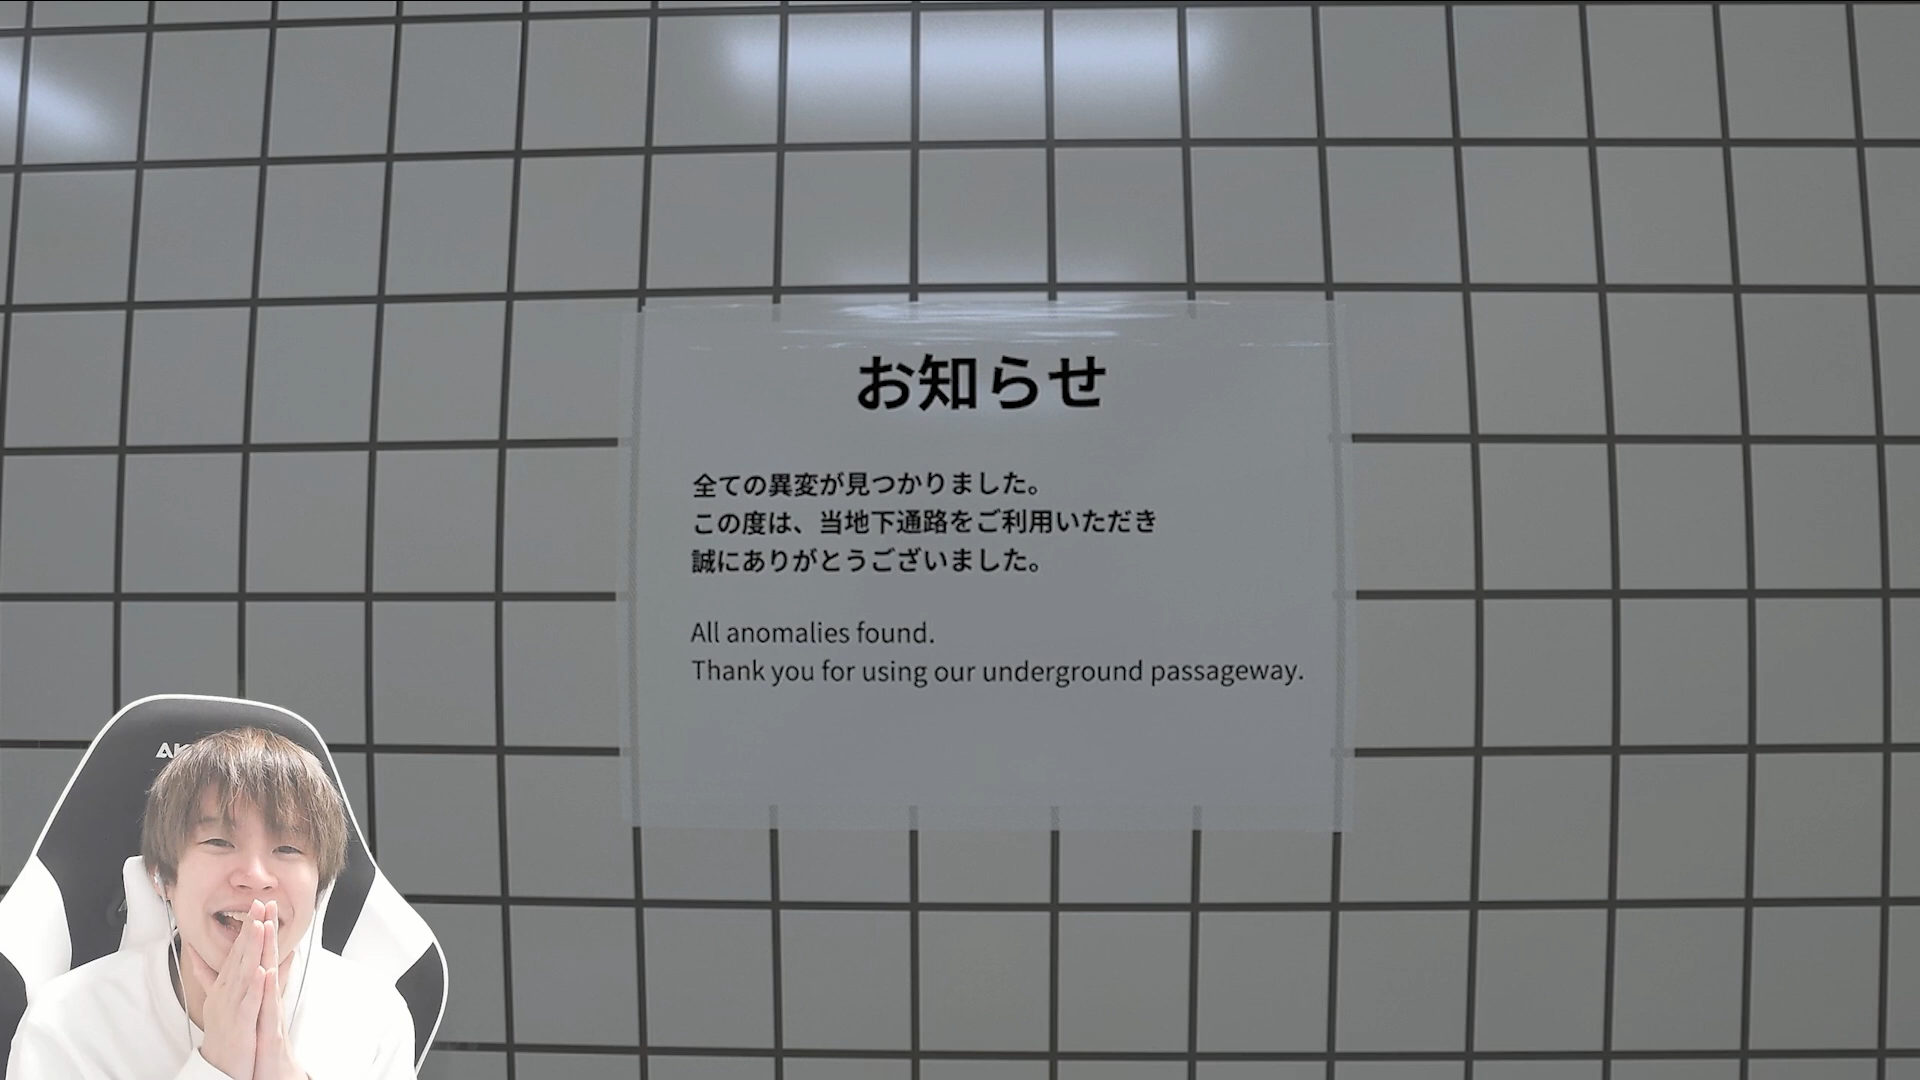 お知らせ
全ての異変が見つかりました。
この度は、当地下通路をご利用いただき
誠にありがとうございました。
All anomalies found.
Thank you for using our underground passageway.